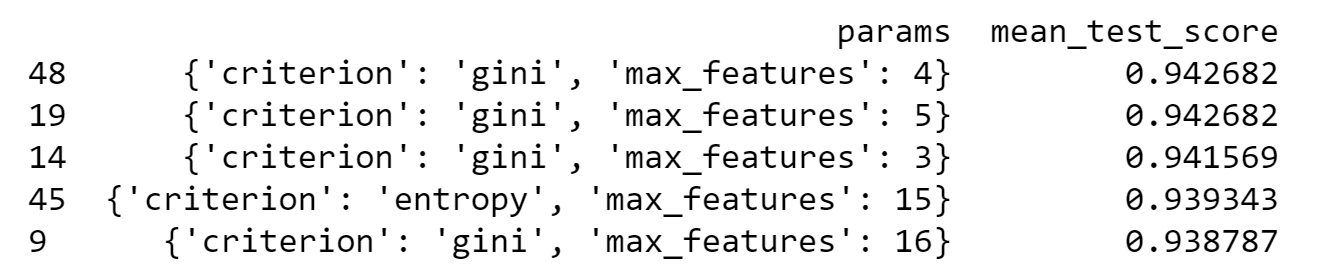 params mean_test_score
48 {'criterion': 'gini', 'max_features': 4} 0.942682
19 {'criterion': 'gini', 'max_features': 5} 0.942682
14 {'criterion': 'gini', 'max_features': 3} 0.941569
45 {'criterion': 'entropy', 'max_features': 15} 0.939343
9 {'criterion': 'gini', 'max_features': 16} 0.938787